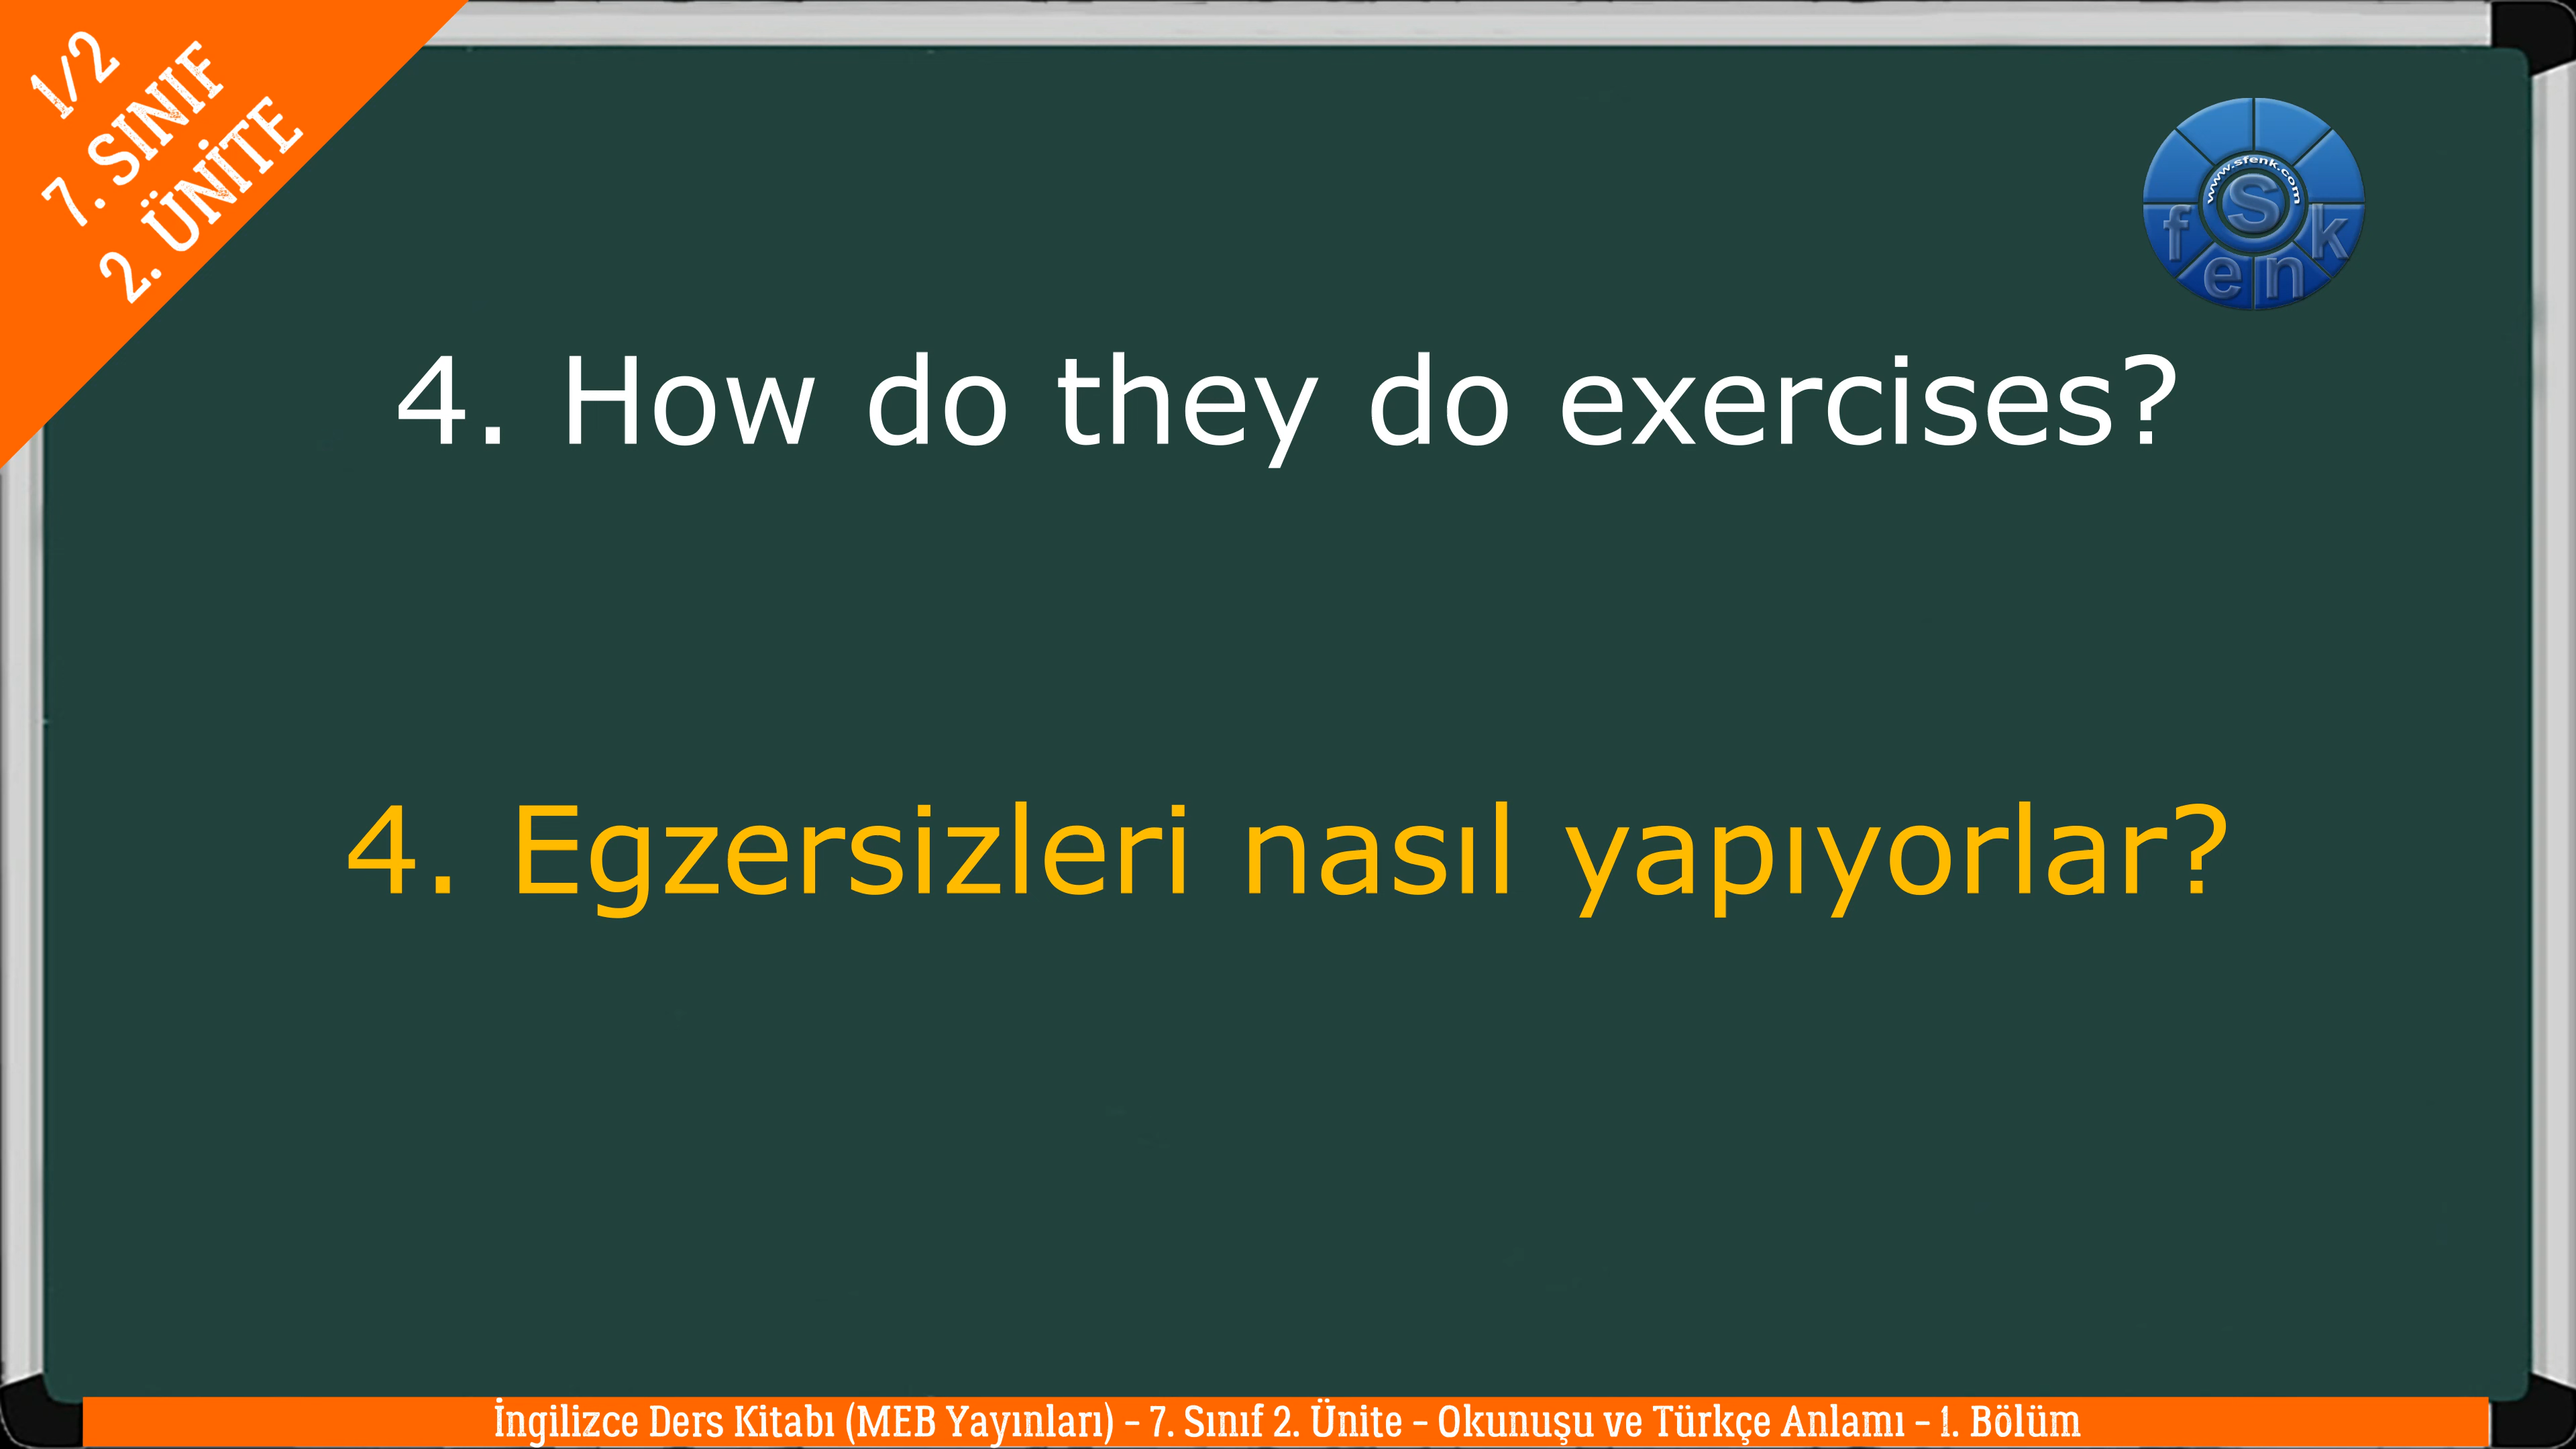 1/2
7. SINIF
2. ÜNİTE
www.sfenk.com
S
f e n k
4. How do they do exercises?
4. Egzersizleri nasıl yapıyorlar?
İngilizce Ders Kitabı (MEB Yayınları) – 7. Sınıf 2. Ünite – Okunuşu ve Türkçe Anlamı – 1. Bölüm